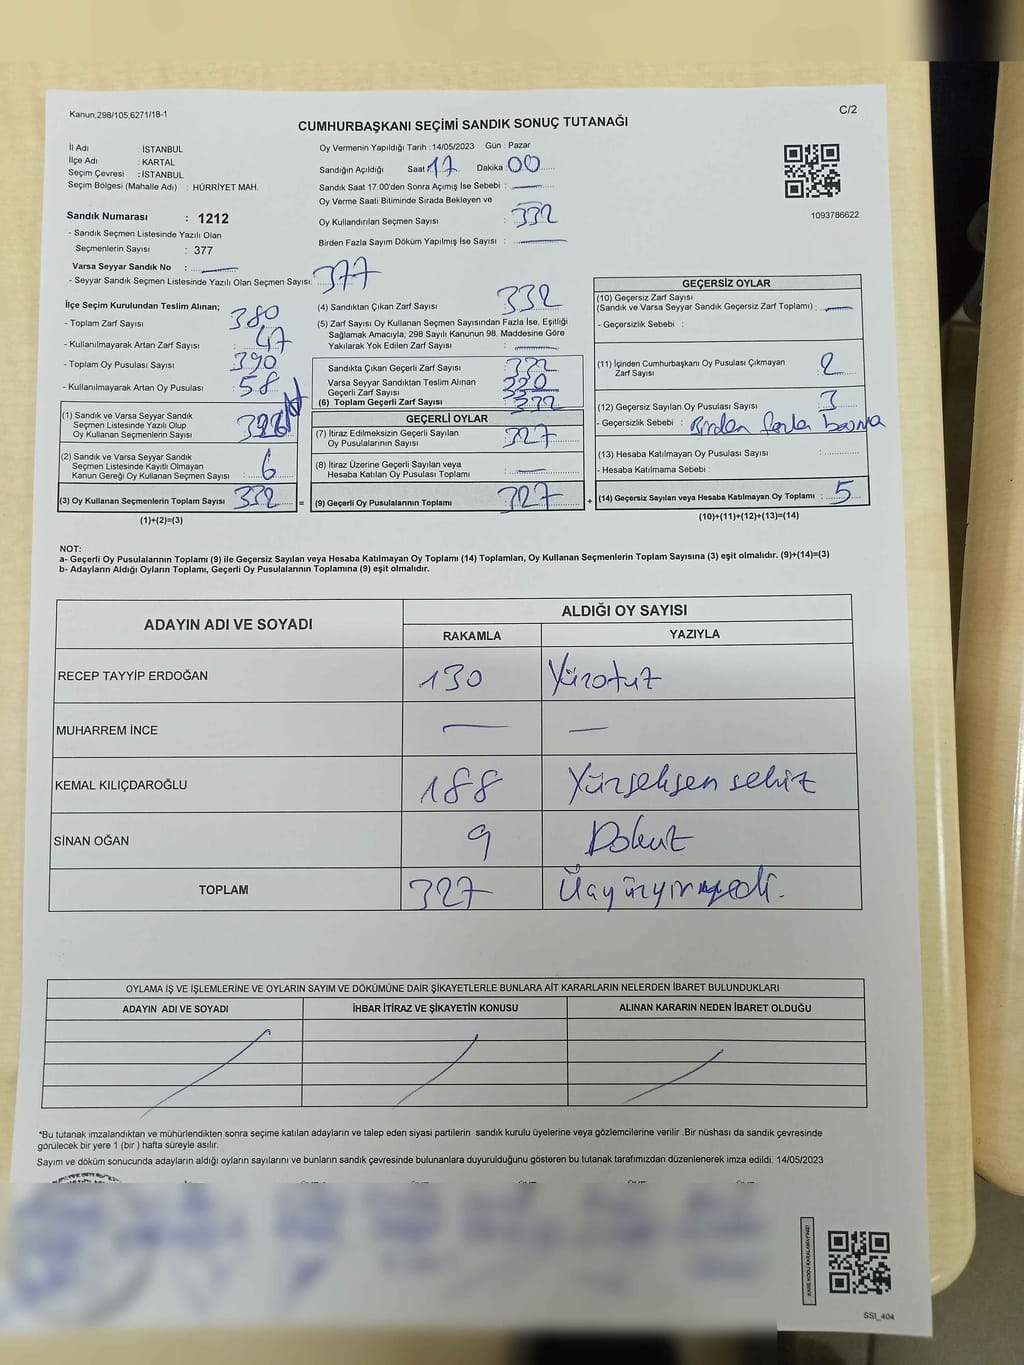 Kanun;298/105,6271/18-1
C/2
CUMHURBAŞKANI SEÇİMİ SANDIK SONUÇ TUTANAĞI
İl Adı : İSTANBUL
İlçe Adı : KARTAL
Seçim Çevresi : İSTANBUL
Seçim Bölgesi (Mahalle Adı) : HÜRRİYET MAH.
Sandık Numarası : 1212
- Sandık Seçmen Listesinde Yazılı Olan
Seçmenlerin Sayısı : 377
Varsa Seyyar Sandık No :
- Seyyar Sandık Seçmen Listesinde Yazılı Olan Seçmen Sayısı: 377
Oy Vermenin Yapıldığı Tarih :14/05/2023 Gün : Pazar
Sandığın Açıldığı Saat 17 Dakika 00
Sandık Saat 17:00'den Sonra Açımış İse Sebebi :
Oy Verme Saati Bitiminde Sırada Bekleyen ve
Oy Kullandırılan Seçmen Sayısı : 332
Birden Fazla Sayım Döküm Yapılmış İse Sayısı :
1093786622
İlçe Seçim Kurulundan Teslim Alınan;
- Toplam Zarf Sayısı : 380
- Kullanılmayarak Artan Zarf Sayısı : 47
- Toplam Oy Pusulası Sayısı : 390
- Kullanılmayarak Artan Oy Pusulası : 58
(1) Sandık ve Varsa Seyyar Sandık
Seçmen Listesinde Yazılı Olup
Oy Kullanan Seçmenlerin Sayısı : 326
(2) Sandık ve Varsa Seyyar Sandık
Seçmen Listesinde Kayıtlı Olmayan
Kanun Gereği Oy Kullanan Seçmen Sayısı : 6
(3) Oy Kullanan Seçmenlerin Toplam Sayısı : 332 =
(1)+(2)=(3)
(4) Sandıktan Çıkan Zarf Sayısı : 332
(5) Zarf Sayısı Oy Kullanan Seçmen Sayısından Fazla İse, Eşitliği
Sağlamak Amacıyla; 298 Sayılı Kanunun 98. Maddesine Göre
Yakılarak Yok Edilen Zarf Sayısı :
Sandıkta Çıkan Geçerli Zarf Sayısı : 332
Varsa Seyyar Sandıktan Teslim Alınan
Geçerli Zarf Sayısı :
(6) Toplam Geçerli Zarf Sayısı : 332
GEÇERLİ OYLAR
(7) İtiraz Edilmeksizin Geçerli Sayılan
Oy Pusulalarının Sayısı : 327
(8) İtiraz Üzerine Geçerli Sayılan veya
Hesaba Katılan Oy Pusulası Toplamı :
(9) Geçerli Oy Pusulalarının Toplamı : 327 +
GEÇERSİZ OYLAR
(10) Geçersiz Zarf Sayısı
(Sandık ve Varsa Seyyar Sandık Geçersiz Zarf Toplamı) :
- Geçersizlik Sebebi :
(11) İçinden Cumhurbaşkanı Oy Pusulası Çıkmayan
Zarf Sayısı : 2
(12) Geçersiz Sayılan Oy Pusulası Sayısı : 3
- Geçersizlik Sebebi : Birden fazla basma
(13) Hesaba Katılmayan Oy Pusulası Sayısı :
- Hesaba Katılmama Sebebi :
(14) Geçersiz Sayılan veya Hesaba Katılmayan Oy Toplamı : 5
(10)+(11)+(12)+(13)=(14)
NOT:
a- Geçerli Oy Pusulalarının Toplamı (9) ile Geçersiz Sayılan veya Hesaba Katılmayan Oy Toplamı (14) Toplamları, Oy Kullanan Seçmenlerin Toplam Sayısına (3) eşit olmalıdır. (9)+(14)=(3)
b- Adayların Aldığı Oyların Toplamı, Geçerli Oy Pusulalarının Toplamına (9) eşit olmalıdır.
ADAYIN ADI VE SOYADI ALDIĞI OY SAYISI
RAKAMLA YAZIYLA
RECEP TAYYİP ERDOĞAN 130 Yüzotuz
MUHARREM İNCE
KEMAL KILIÇDAROĞLU 188 Yüzseksen sekiz
SİNAN OĞAN 9 Dokuz
TOPLAM 327 Üçyüzyirmiyedi.
OYLAMA İŞ VE İŞLEMLERİNE VE OYLARIN SAYIM VE DÖKÜMÜNE DAİR ŞİKAYETLERLE BUNLARA AİT KARARLARIN NELERDEN İBARET BULUNDUKLARI
ADAYIN ADI VE SOYADI İHBAR İTİRAZ VE ŞİKAYETİN KONUSU ALINAN KARARIN NEDEN İBARET OLDUĞU
*Bu tutanak imzalandıktan ve mühürlendikten sonra seçime katılan adayların ve talep eden siyasi partilerin sandık kurulu üyelerine veya gözlemcilerine verilir .Bir nüshası da sandık çevresinde
görülecek bir yere 1 (bir ) hafta süreyle asılır.
Sayım ve döküm sonucunda adayların aldığı oyların sayılarını ve bunların sandık çevresinde bulunanlara duyurulduğunu gösteren bu tutanak tarafımızdan düzenlenerek imza edildi. 14/05/2023
KARE KODU KARALAMAYINIZ!
SSI_404